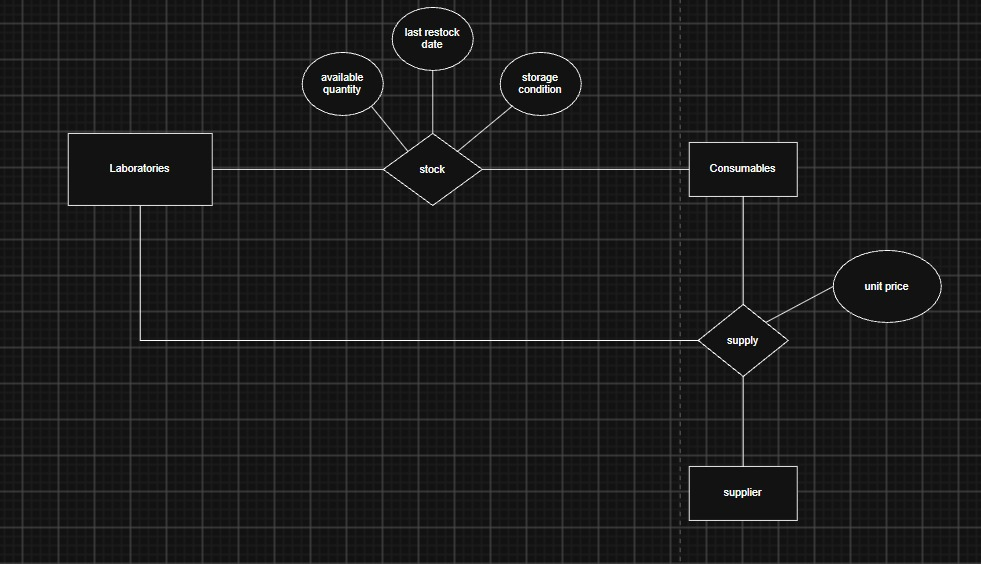 last restock
date
available
quantity
storage
condition
Laboratories
stock
Consumables
unit price
supply
supplier